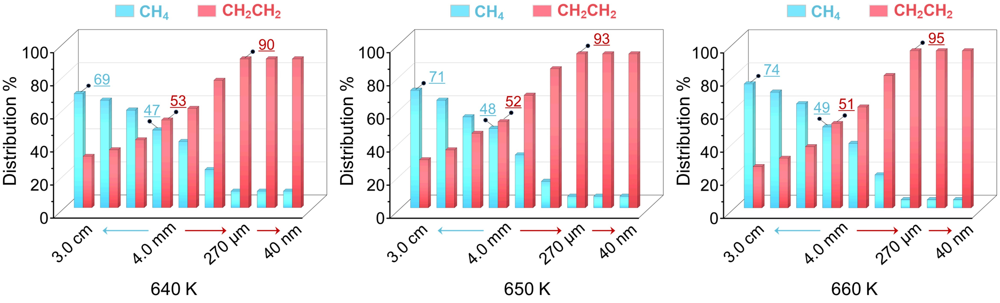 CH₄ CH₂CH₂
Distribution %
100
80
60
40
20
0
69
47
53
90
3.0 cm
4.0 mm
270 µm
40 nm
640 K
CH₄ CH₂CH₂
Distribution %
100
80
60
40
20
0
71
48
52
93
3.0 cm
4.0 mm
270 µm
40 nm
650 K
CH₄ CH₂CH₂
Distribution %
100
80
60
40
20
0
74
49
51
95
3.0 cm
4.0 mm
270 µm
40 nm
660 K